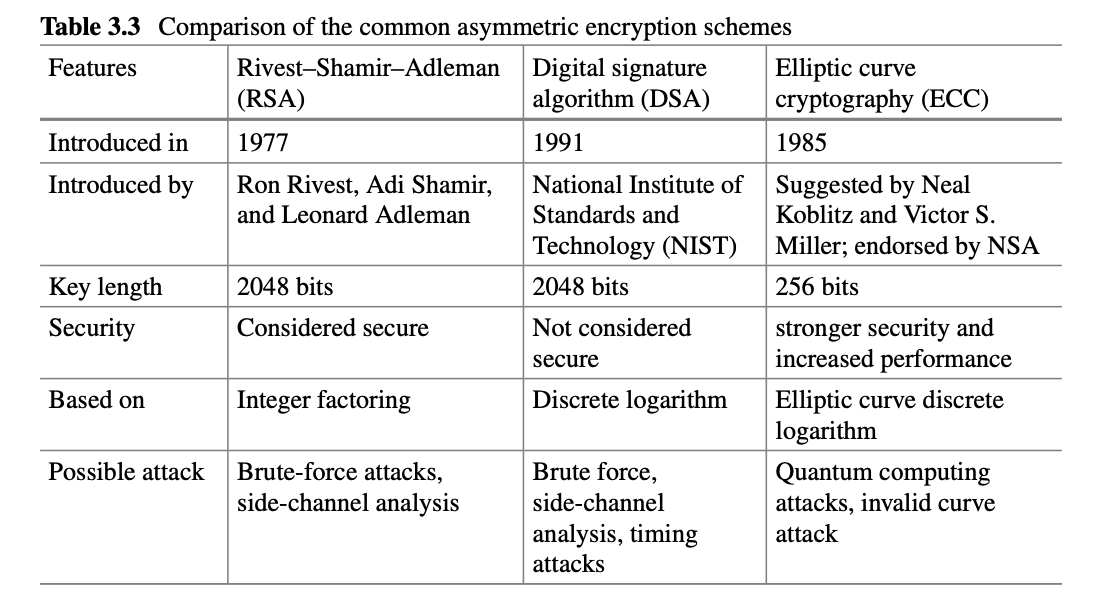 Table 3.3 Comparison of the common asymmetric encryption schemes
Features
Rivest–Shamir–Adleman
(RSA)
Digital signature
algorithm (DSA)
Elliptic curve
cryptography (ECC)
Introduced in
1977
1991
1985
Introduced by
Ron Rivest, Adi Shamir,
and Leonard Adleman
National Institute of
Standards and
Technology (NIST)
Suggested by Neal
Koblitz and Victor S.
Miller; endorsed by NSA
Key length
2048 bits
2048 bits
256 bits
Security
Considered secure
Not considered
secure
stronger security and
increased performance
Based on
Integer factoring
Discrete logarithm
Elliptic curve discrete
logarithm
Possible attack
Brute-force attacks,
side-channel analysis
Brute force,
side-channel
analysis, timing
attacks
Quantum computing
attacks, invalid curve
attack